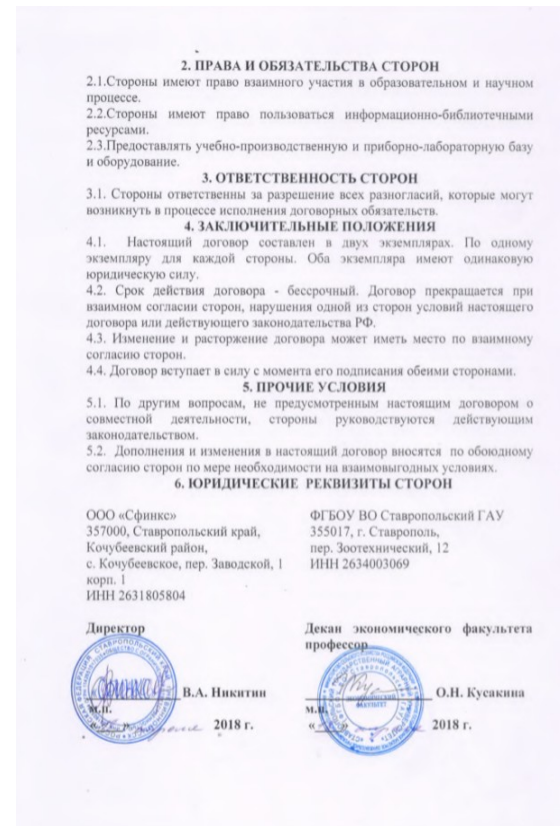 2. ПРАВА И ОБЯЗАТЕЛЬСТВА СТОРОН
2.1.Стороны имеют право взаимного участия в образовательном и научном
процессе.
2.2.Стороны имеют право пользоваться информационно-библиотечными
ресурсами.
2.3.Предоставлять учебно-производственную и приборно-лабораторную базу
и оборудование.
3. ОТВЕТСТВЕННОСТЬ СТОРОН
3.1. Стороны ответственны за разрешение всех разногласий, которые могут
возникнуть в процессе исполнения договорных обязательств.
4. ЗАКЛЮЧИТЕЛЬНЫЕ ПОЛОЖЕНИЯ
4.1. Настоящий договор составлен в двух экземплярах. По одному
экземпляру для каждой стороны. Оба экземпляра имеют одинаковую
юридическую силу.
4.2. Срок действия договора - бессрочный. Договор прекращается при
взаимном согласии сторон, нарушения одной из сторон условий настоящего
договора или действующего законодательства РФ.
4.3. Изменение и расторжение договора может иметь место по взаимному
согласию сторон.
4.4. Договор вступает в силу с момента его подписания обеими сторонами.
5. ПРОЧИЕ УСЛОВИЯ
5.1. По другим вопросам, не предусмотренным настоящим договором о
совместной деятельности, стороны руководствуются действующим
законодательством.
5.2. Дополнения и изменения в настоящий договор вносятся по обоюдному
согласию сторон по мере необходимости на взаимовыгодных условиях.
6. ЮРИДИЧЕСКИЕ РЕКВИЗИТЫ СТОРОН
ООО «Сфинкс»
357000, Ставропольский край,
Кочубеевский район,
с. Кочубеевское, пер. Заводской, 1
корп. 1
ИНН 2631805804
ФГБОУ ВО Ставропольский ГАУ
355017, г. Ставрополь,
пер. Зоотехнический, 12
ИНН 2634003069
Директор
«Сфинкс»
В.А. Никитин
м.п.
2018 г.
Декан экономического факультета
профессор
О.Н. Кусакина
м.п.
2018 г.